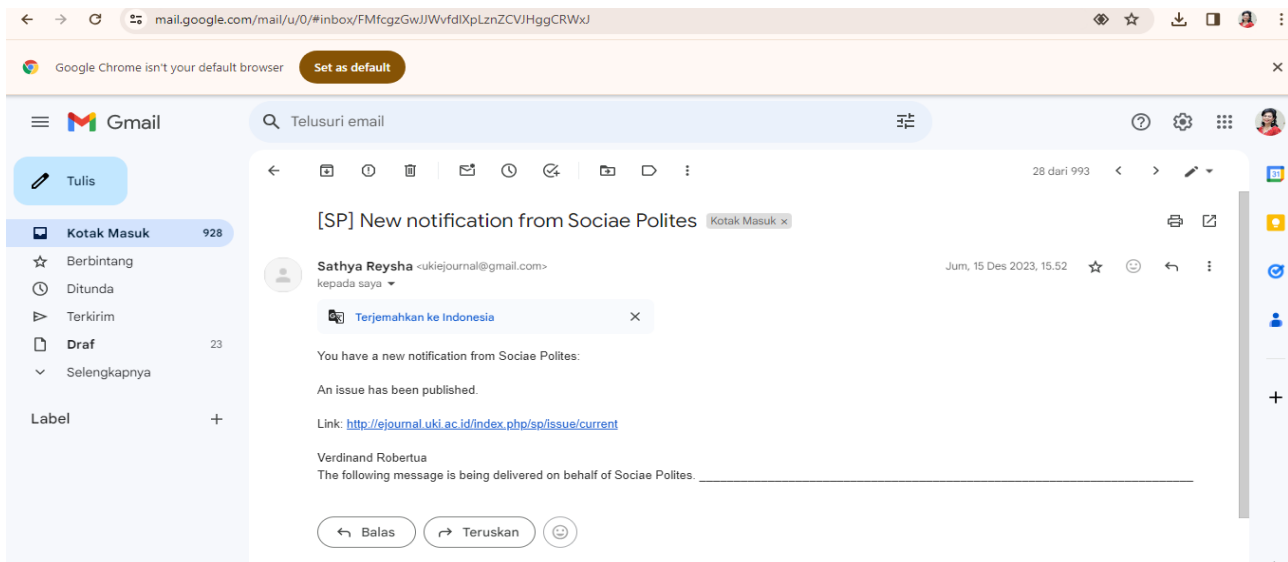 mail.google.com/mail/u/0/#inbox/FMfcgzGwJJWvfdlXpLznZCVJHggCRWxJ
Google Chrome isn't your default browser Set as default
Gmail
Telusuri email
Tulis
28 dari 993
[SP] New notification from Sociae Polites Kotak Masuk ×
Kotak Masuk 928
Berbintang
Ditunda
Terkirim
Draf 23
Selengkapnya
Label
Sathya Reysha <ukiejournal@gmail.com> Jum, 15 Des 2023, 15.52
kepada saya
Terjemahkan ke Indonesia
You have a new notification from Sociae Polites:
An issue has been published.
Link: http://ejournal.uki.ac.id/index.php/sp/issue/current
Verdinand Robertua
The following message is being delivered on behalf of Sociae Polites.
Balas Teruskan
31